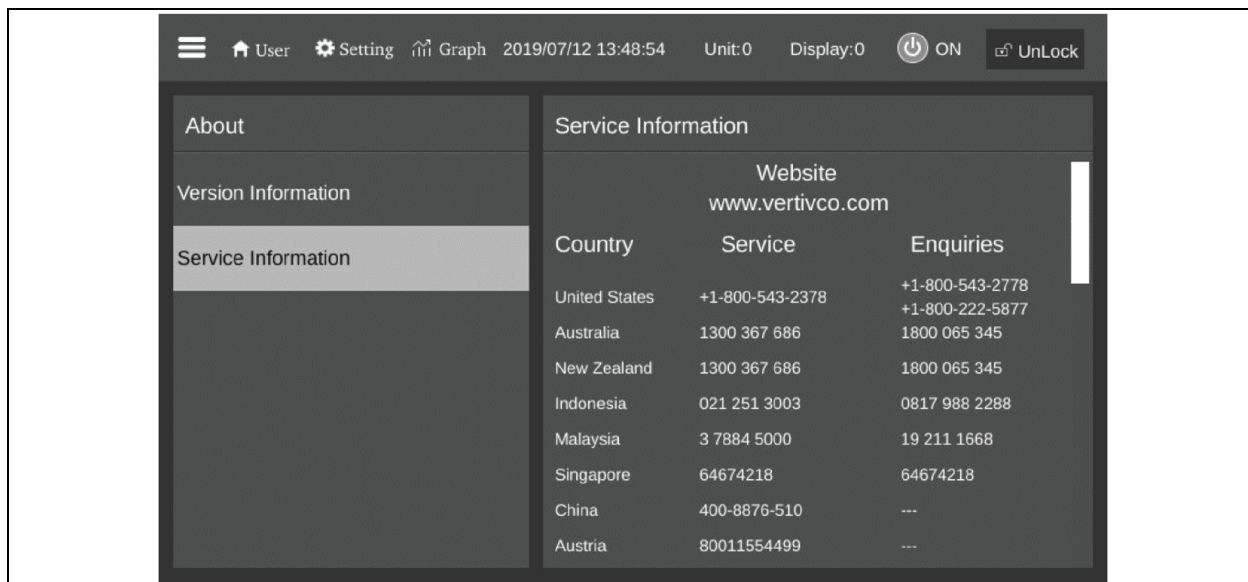 User Setting Graph 2019/07/12 13:48:54 Unit:0 Display:0 ON UnLock
About
Version Information
Service Information
Service Information
Website
www.vertivco.com
Country Service Enquiries
United States +1-800-543-2378 +1-800-543-2778
+1-800-222-5877
Australia 1300 367 686 1800 065 345
New Zealand 1300 367 686 1800 065 345
Indonesia 021 251 3003 0817 988 2288
Malaysia 3 7884 5000 19 211 1668
Singapore 64674218 64674218
China 400-8876-510 ---
Austria 80011554499 ---